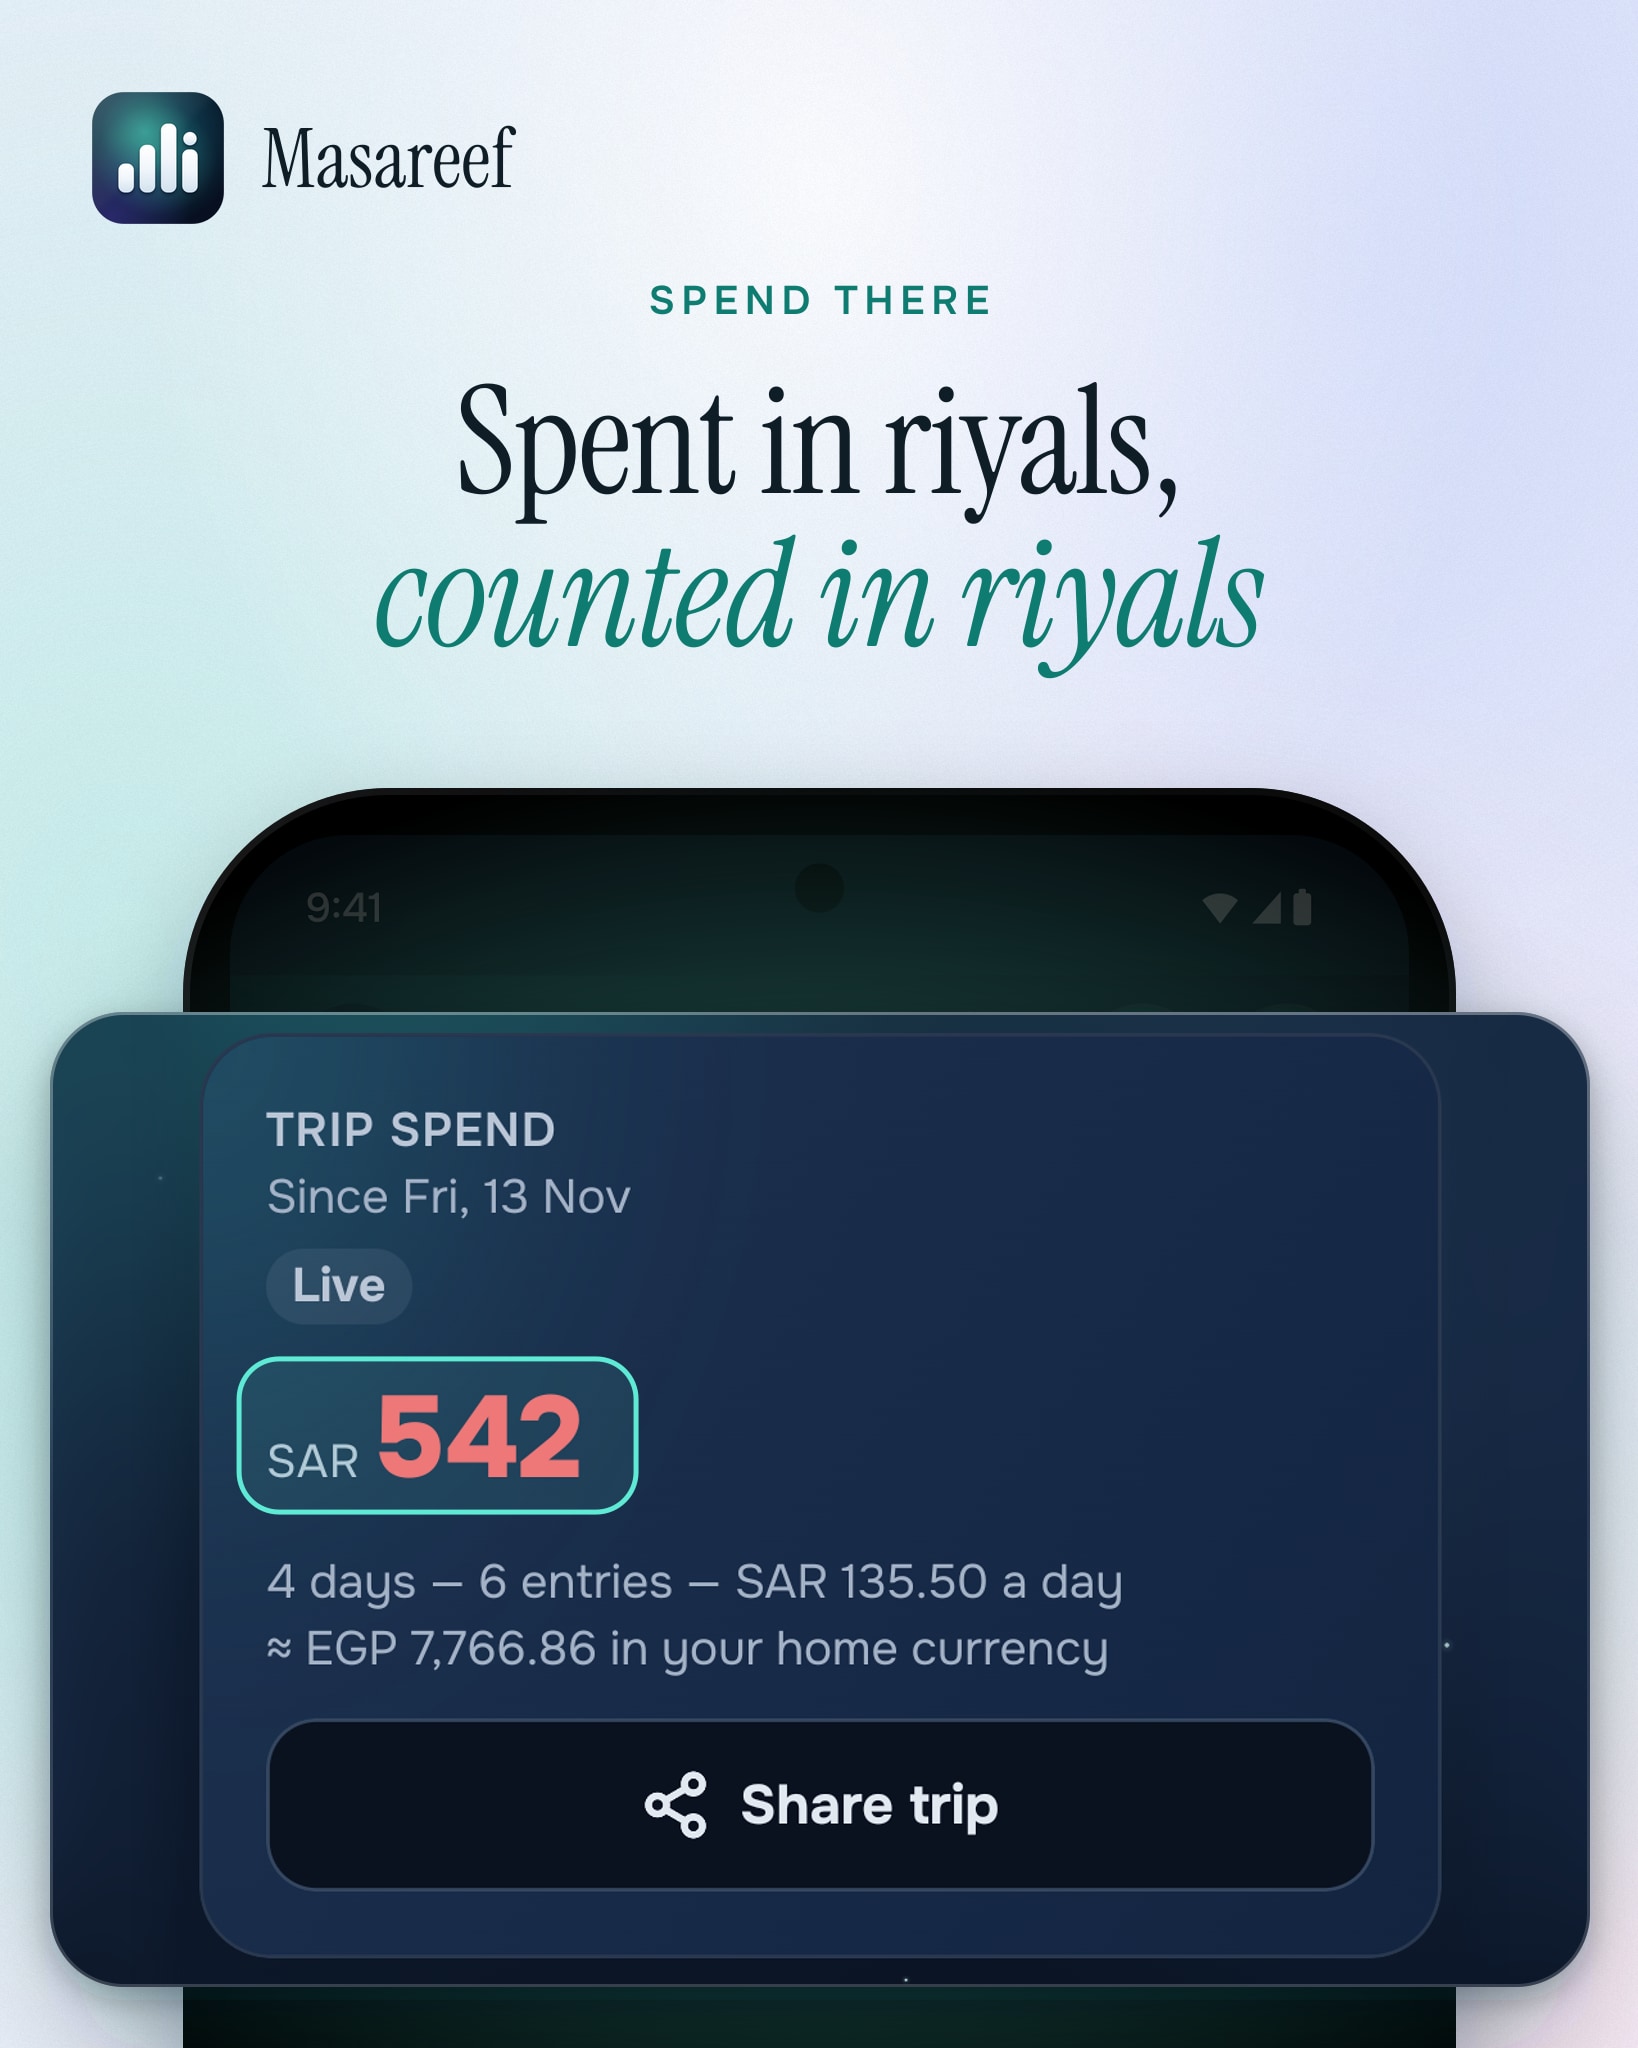 Masareef
SPEND THERE
Spent in riyals,
counted in riyals
9:41
TRIP SPEND
Since Fri, 13 Nov
Live
SAR 542
4 days — 6 entries — SAR 135.50 a day
≈ EGP 7,766.86 in your home currency
Share trip